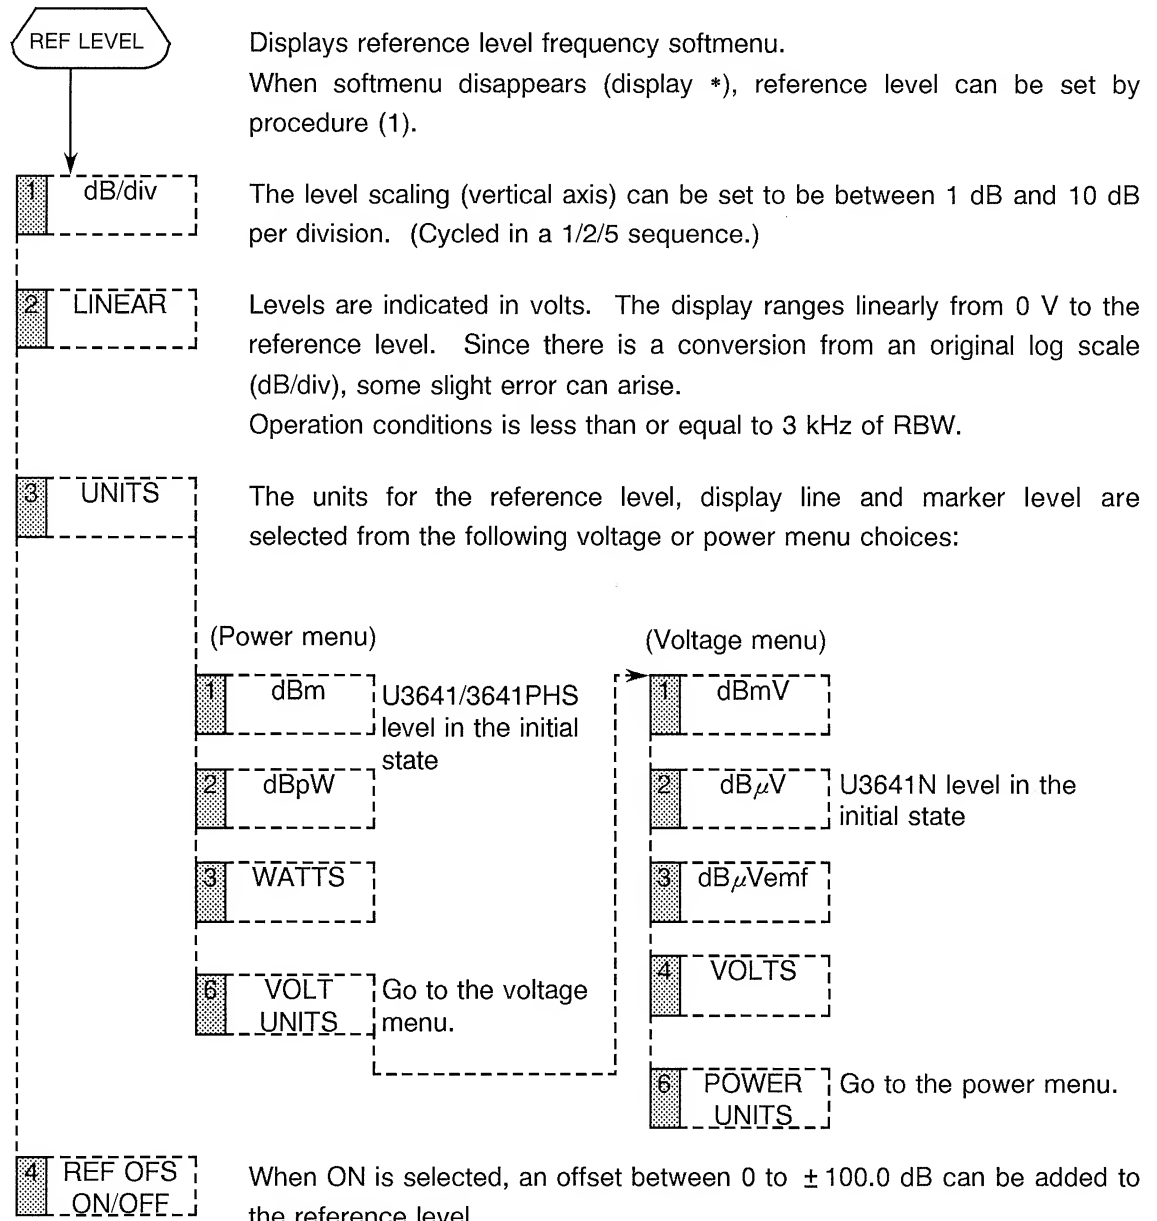 REF LEVEL
Displays reference level frequency softmenu.
When softmenu disappears (display *), reference level can be set by
procedure (1).
1 dB/div
The level scaling (vertical axis) can be set to be between 1 dB and 10 dB
per division. (Cycled in a 1/2/5 sequence.)
2 LINEAR
Levels are indicated in volts. The display ranges linearly from 0 V to the
reference level. Since there is a conversion from an original log scale
(dB/div), some slight error can arise.
Operation conditions is less than or equal to 3 kHz of RBW.
3 UNITS
The units for the reference level, display line and marker level are
selected from the following voltage or power menu choices:
(Power menu)
1 dBm
U3641/3641PHS
level in the initial
state
2 dBpW
3 WATTS
6 VOLT
UNITS
Go to the voltage
menu.
(Voltage menu)
1 dBmV
2 dBμV
U3641N level in the
initial state
3 dBμVemf
4 VOLTS
6 POWER
UNITS
Go to the power menu.
4 REF OFS
ON/OFF
When ON is selected, an offset between 0 to ±100.0 dB can be added to
the reference level